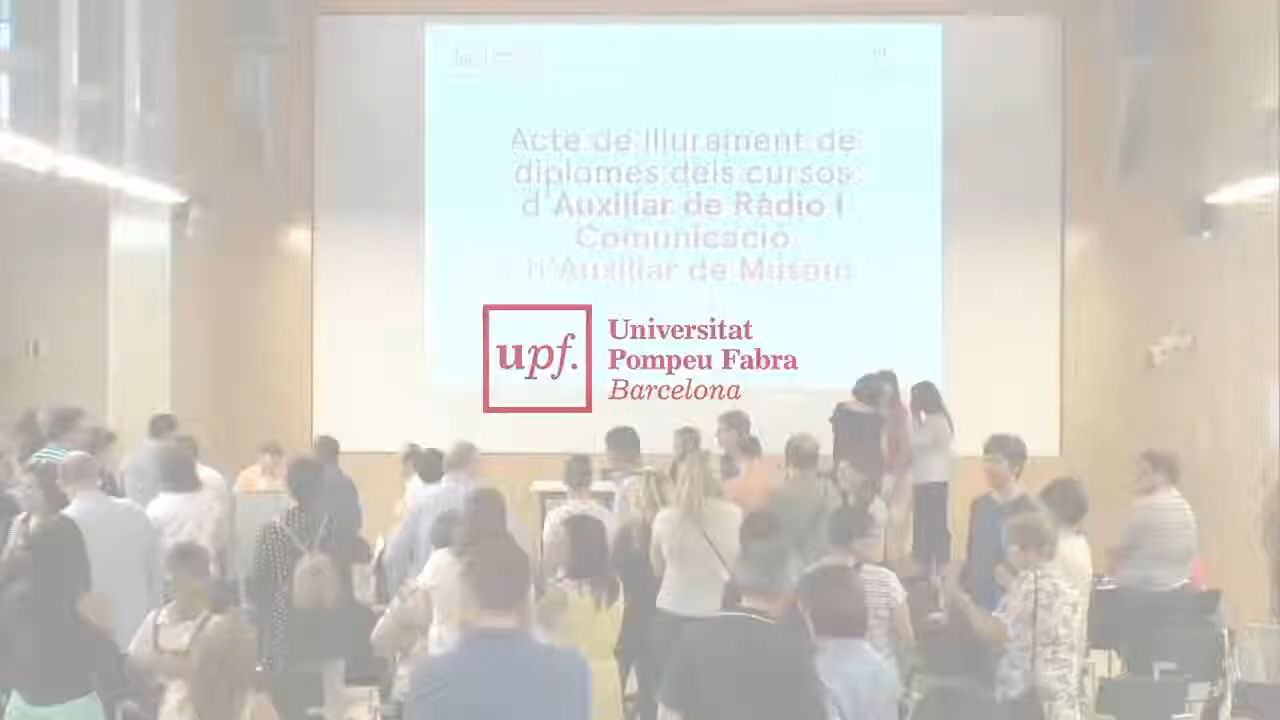 Acte de lliurament de
diplomes dels cursos
d'Auxiliar de Ràdio i
Comunicació
i d'Auxiliar de Museus
upf.
Universitat
Pompeu Fabra
Barcelona